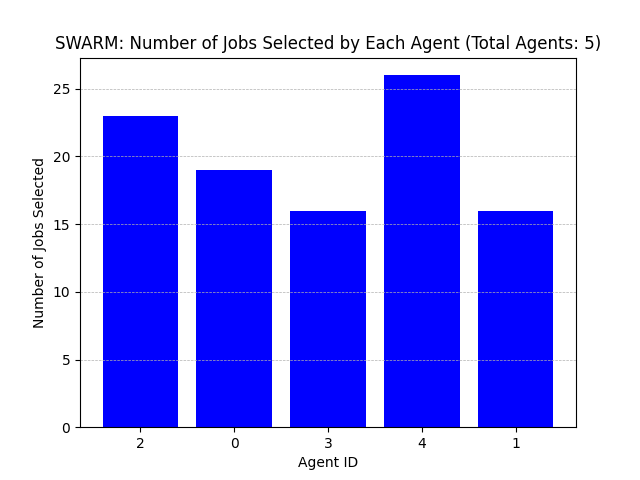 SWARM: Number of Jobs Selected by Each Agent (Total Agents: 5)
Number of Jobs Selected
25
20
15
10
5
0
2 0 3 4 1
Agent ID